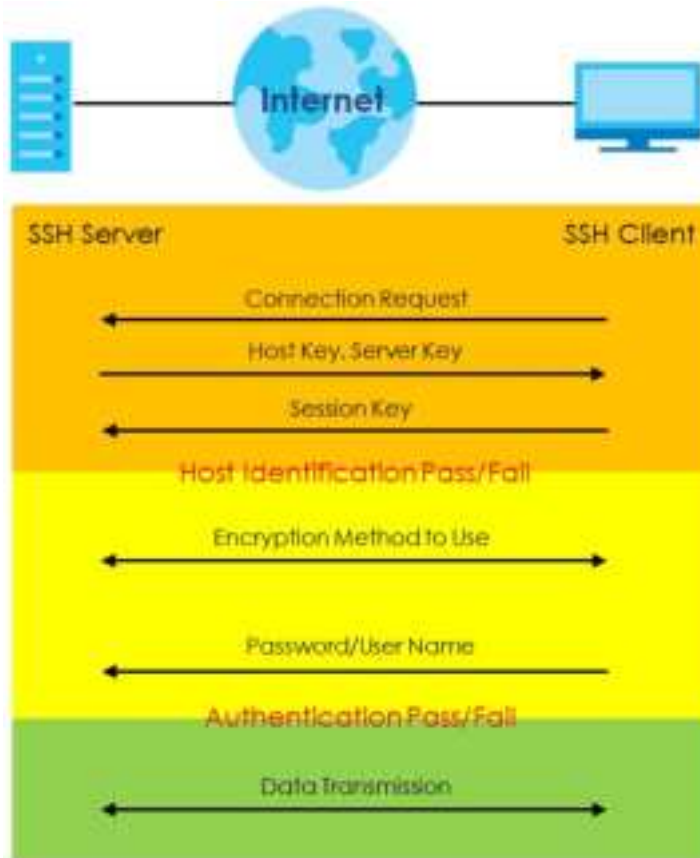 Internet
SSH Server
SSH Client
Connection Request
Host Key, Server Key
Session Key
Host Identification Pass/Fail
Encryption Method to Use
Password/User Name
Authentication Pass/Fail
Data Transmission